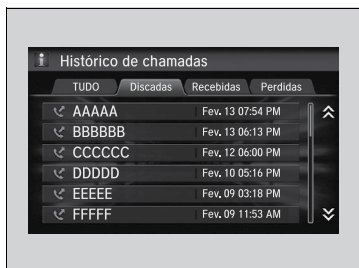 Histórico de chamadas
TUDO Discadas Recebidas Perdidas
AAAAA Fev. 13 07:54 PM
BBBBBB Fev. 13 06:13 PM
CCCCCC Fev. 12 06:00 PM
DDDDD Fev. 10 05:16 PM
EEEEE Fev. 09 03:18 PM
FFFFF Fev. 09 11:53 AM